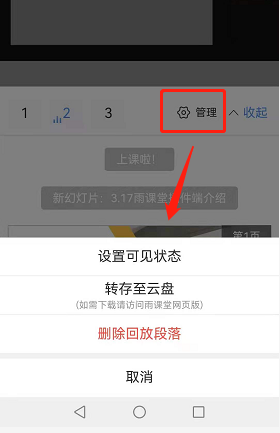 1 2 3 管理 收起
上课啦!
新幻灯片：3.17雨课堂插件端介绍
第1页
设置可见状态
转存至云盘
(如需下载请访问雨课堂网页版)
删除回放段落
取消